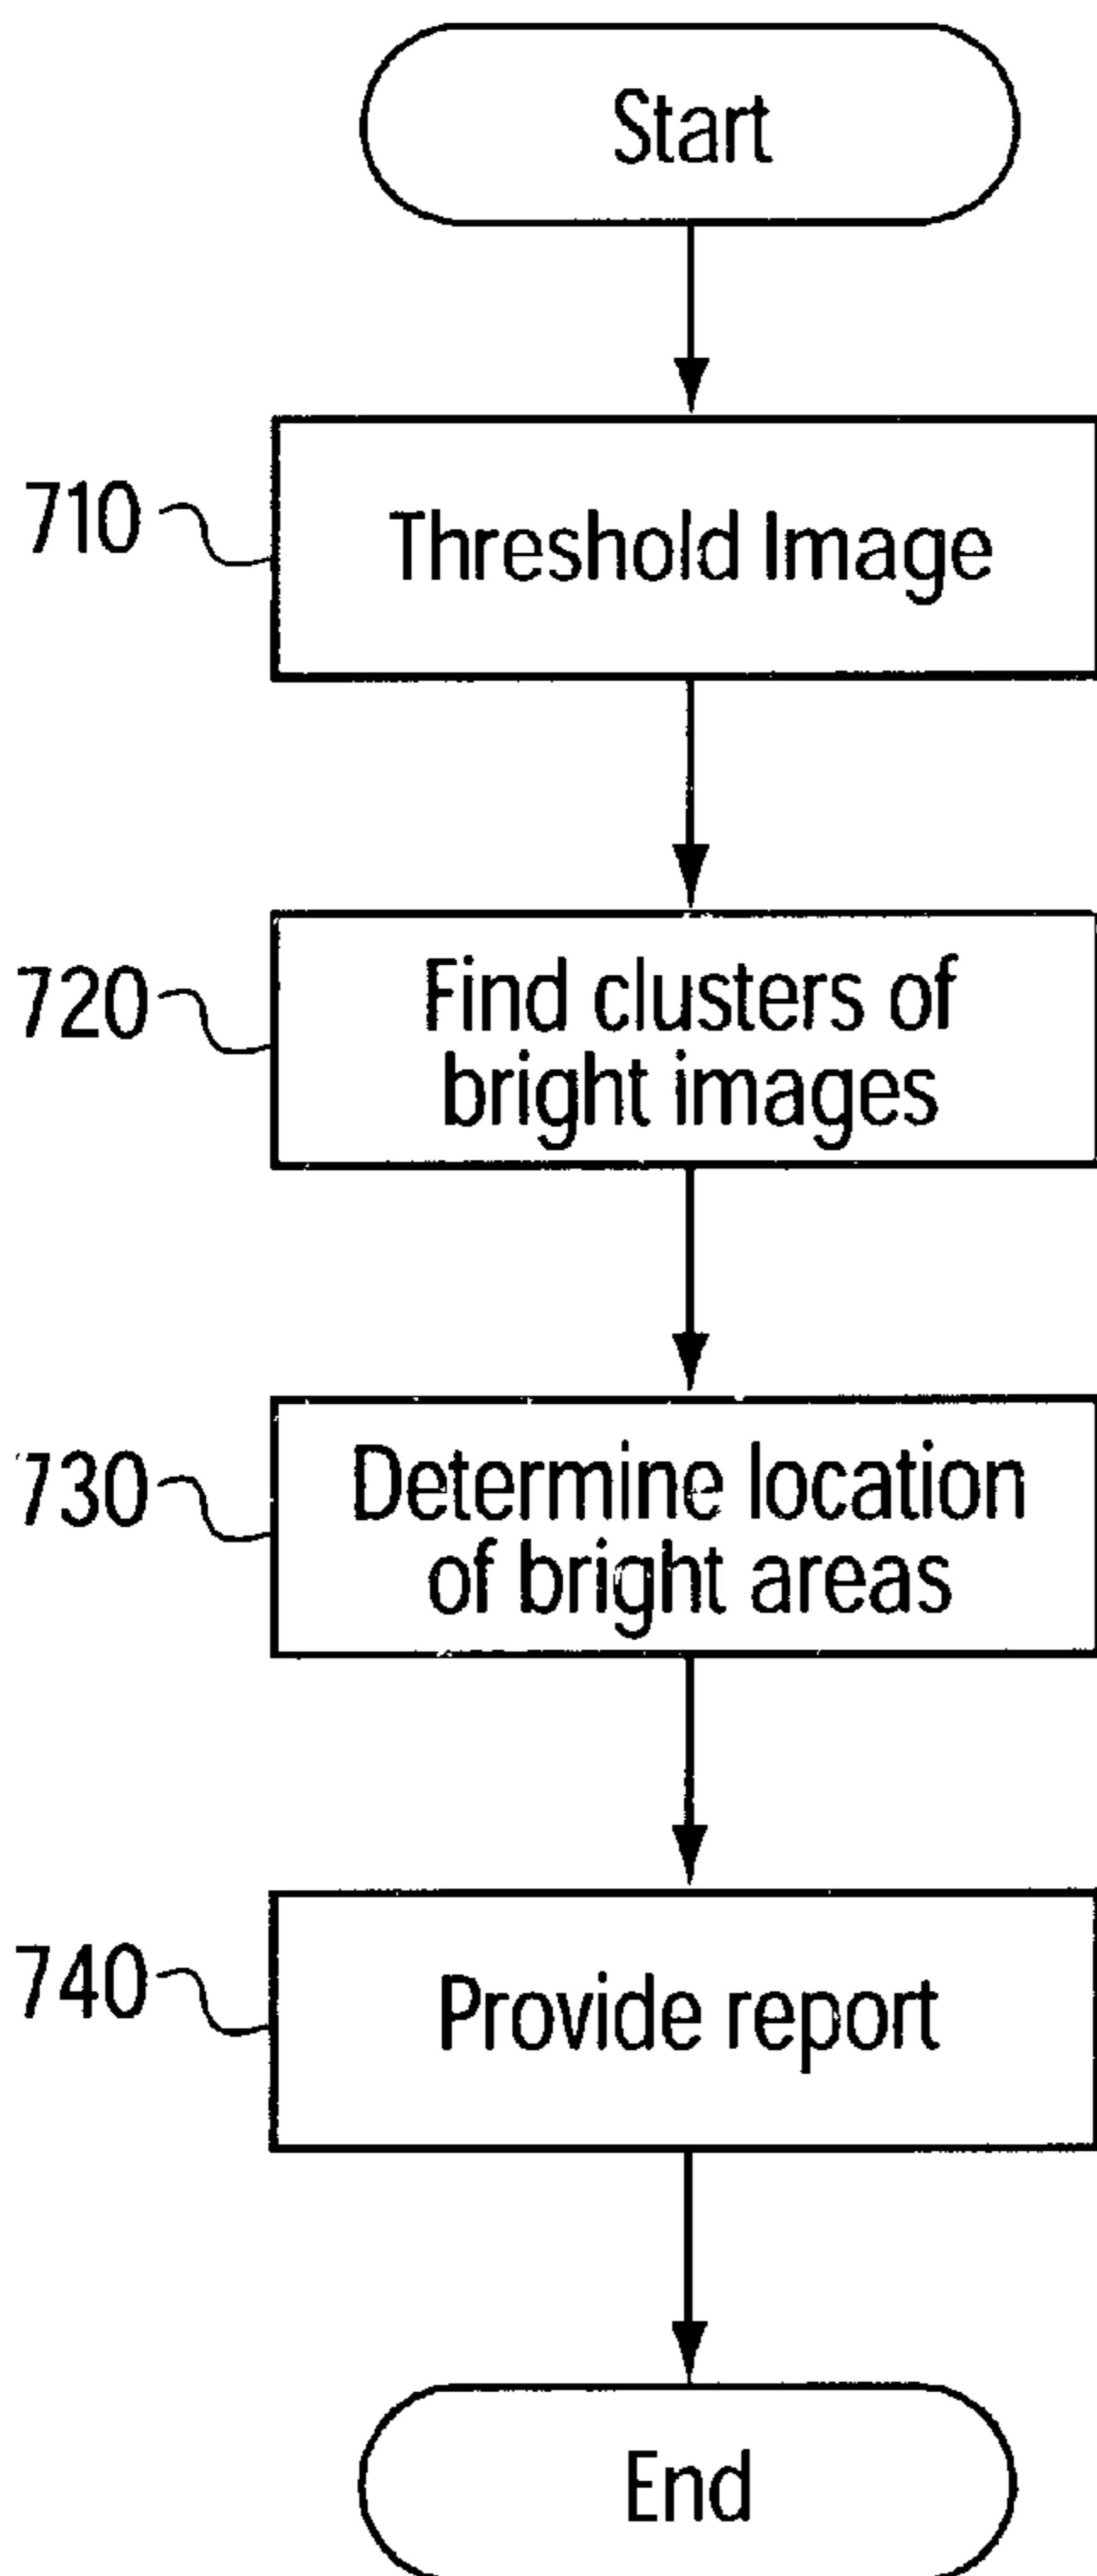 Start
710
Threshold Image
720
Find clusters of
bright images
730
Determine location
of bright areas
740
Provide report
End